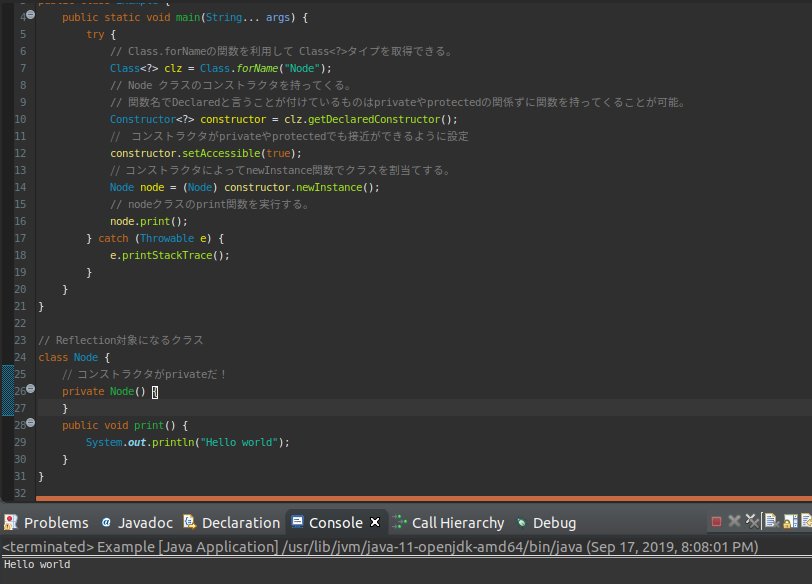 public class Example {
4 public static void main(String... args) {
5 try {
6 // Class.forNameの関数を利用して Class<?>タイプを取得できる。
7 Class<?> clz = Class.forName("Node");
8 // Node クラスのコンストラクタを持ってくる。
9 // 関数名でDeclaredと言うことが付けているものはprivateやprotectedの関係ずに関数を持ってくることが可能。
10 Constructor<?> constructor = clz.getDeclaredConstructor();
11 // コンストラクタがprivateやprotectedでも接近ができるように設定
12 constructor.setAccessible(true);
13 // コンストラクタによってnewInstance関数でクラスを割当てする。
14 Node node = (Node) constructor.newInstance();
15 // nodeクラスのprint関数を実行する。
16 node.print();
17 } catch (Throwable e) {
18 e.printStackTrace();
19 }
20 }
21 }
22
23 // Reflection対象になるクラス
24 class Node {
25 // コンストラクタがprivateだ！
26 private Node() {
27 }
28 public void print() {
29 System.out.println("Hello world");
30 }
31 }
32
Problems Javadoc Declaration Console Call Hierarchy Debug
<terminated> Example [Java Application] /usr/lib/jvm/java-11-openjdk-amd64/bin/java (Sep 17, 2019, 8:08:01 PM)
Hello world